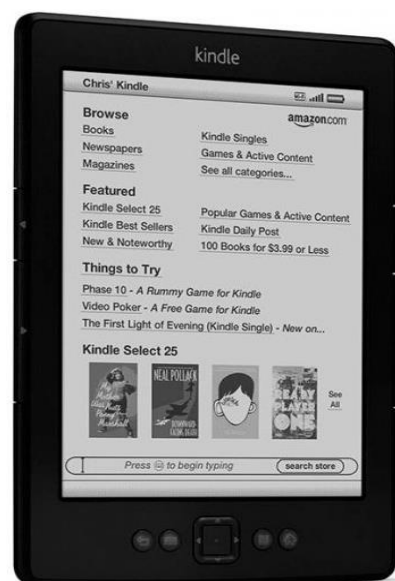 kindle
Chris' Kindle
amazon.com
Browse
Books
Newspapers
Magazines
Kindle Singles
Games & Active Content
See all categories...
Featured
Kindle Select 25
Kindle Best Sellers
New & Noteworthy
Popular Games & Active Content
Kindle Daily Post
100 Books for $3.99 or Less
Things to Try
Phase 10 - A Rummy Game for Kindle
Video Poker - A Free Game for Kindle
The First Light of Evening (Kindle Single) - New on...
Kindle Select 25
NEAL POLLACK
READY
PLAYER
ONE
See
All
Press to begin typing
search store